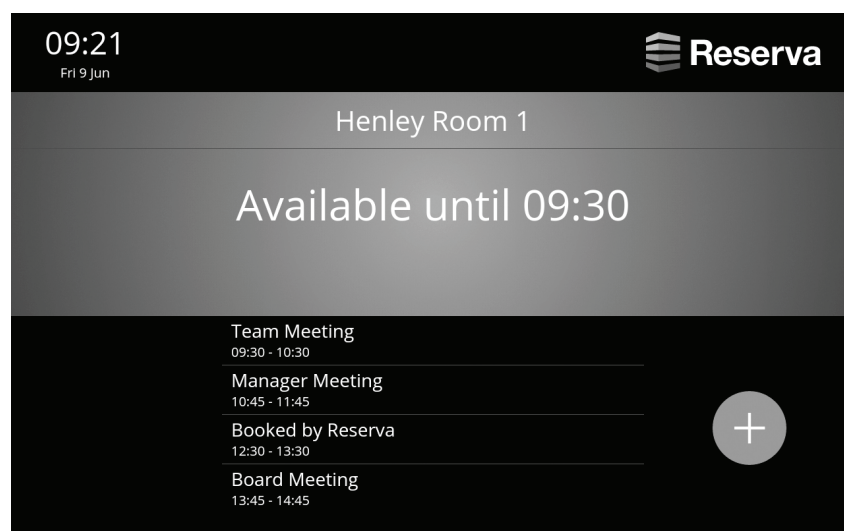 09:21
Fri 9 Jun
Reserva
Henley Room 1
Available until 09:30
Team Meeting
09:30 - 10:30
Manager Meeting
10:45 - 11:45
Booked by Reserva
12:30 - 13:30
Board Meeting
13:45 - 14:45